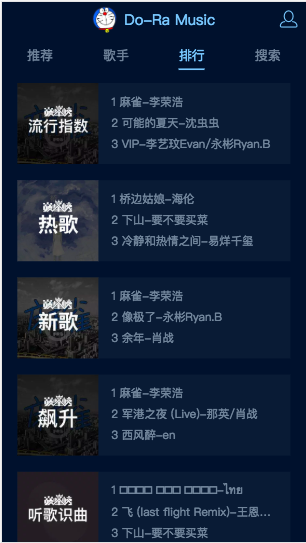 Do-Ra Music
推荐 歌手 排行 搜索
流行指数
1 麻雀-李荣浩
2 可能的夏天-沈虫虫
3 VIP-李艺玟Evan/永彬Ryan.B
热歌
1 桥边姑娘-海伦
2 下山-要不要买菜
3 冷静和热情之间-易烊千玺
新歌
1 麻雀-李荣浩
2 像极了-永彬Ryan.B
3 余年-肖战
飙升
1 麻雀-李荣浩
2 军港之夜 (Live)-那英/肖战
3 西风醉-en
听歌识曲
1 □□□□ □□□ □□□□-ไทย
2 飞 (last flight Remix)-王恩...
3 下山-要不要买菜